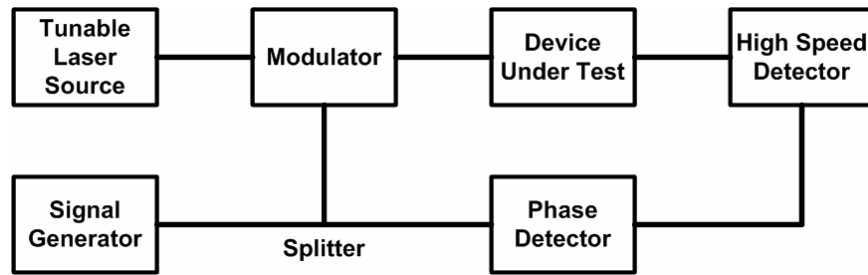 Tunable
Laser
Source
Modulator
Device
Under Test
High Speed
Detector
Signal
Generator
Splitter
Phase
Detector